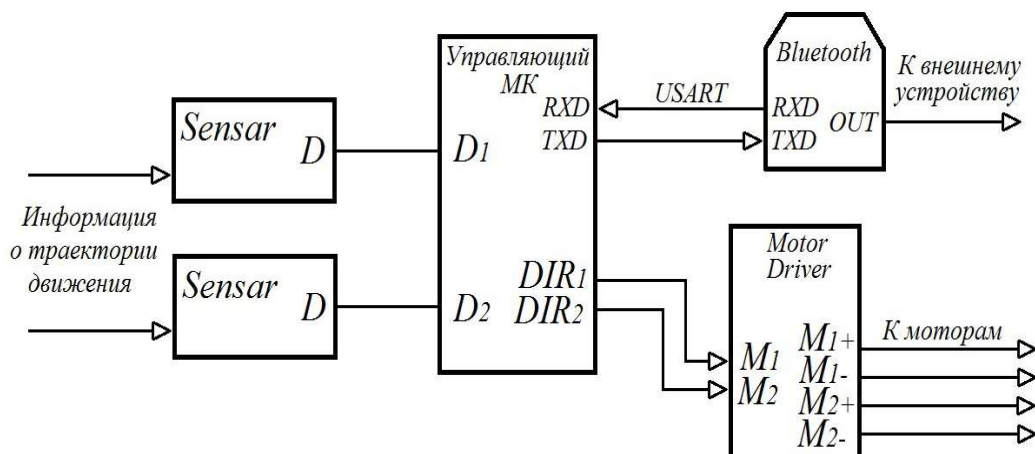 Управляющий
МК
RXD
TXD
D1
D2
DIR1
DIR2
Sensar
D
Sensar
D
Информация
о траектории
движения
USART
Bluetooth
RXD
TXD
OUT
К внешнему
устройству
Motor
Driver
M1
M2
M1+
M1-
M2+
M2-
К моторам